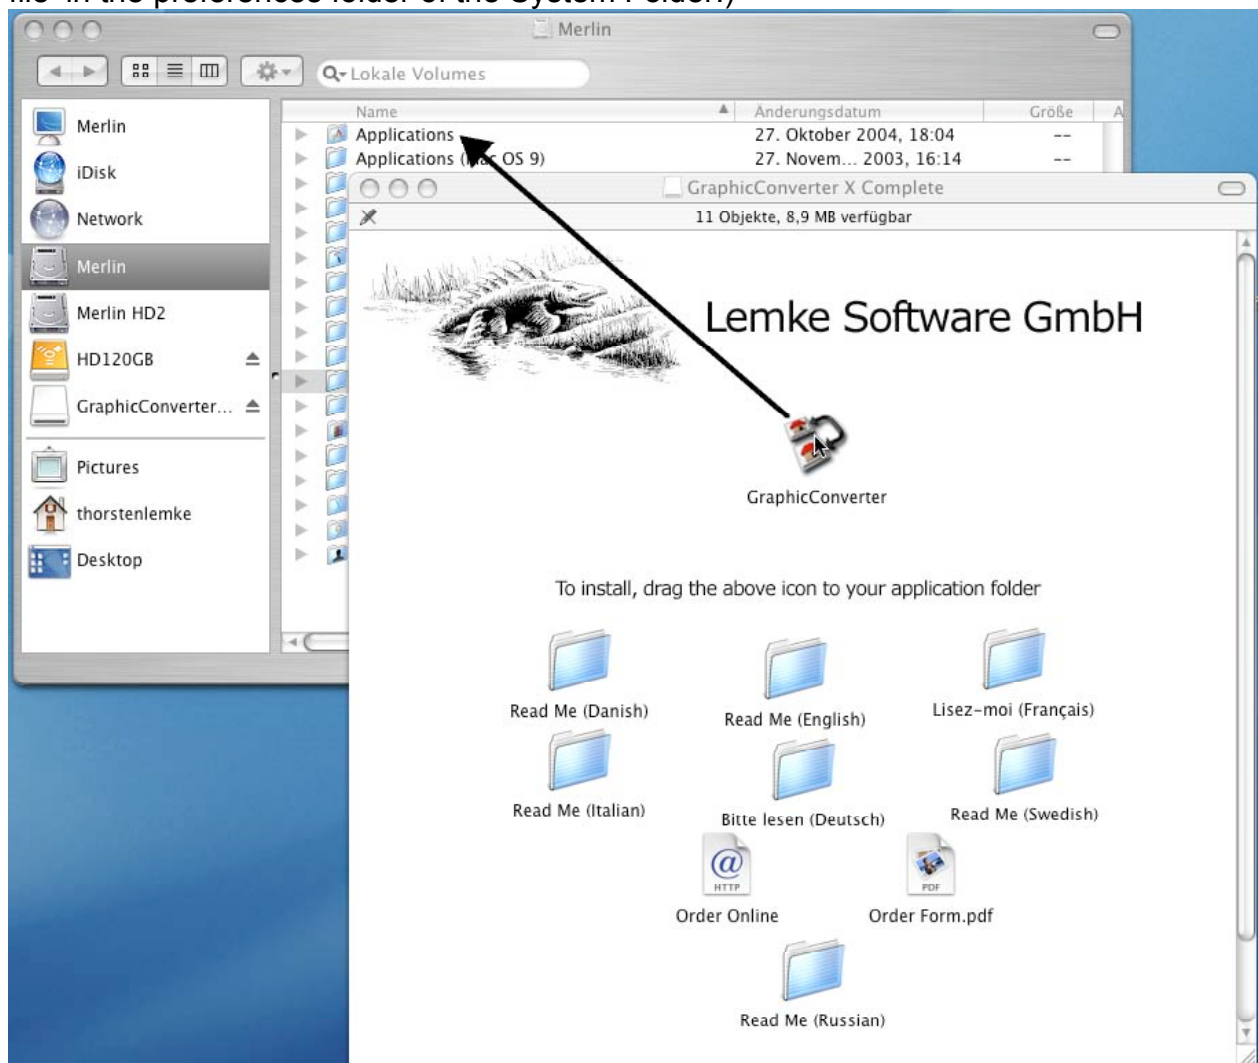 file" in the preferences folder of the System Folder!)
Merlin
Lokale Volumes
Name Änderungsdatum Größe A
Merlin
iDisk
Network
Merlin
Merlin HD2
HD120GB
GraphicConverter...
Pictures
thorstenlemke
Desktop
Applications 27. Oktober 2004, 18:04 --
Applications (Mac OS 9) 27. Novem... 2003, 16:14 --
GraphicConverter X Complete
11 Objekte, 8,9 MB verfügbar
Lemke Software GmbH
GraphicConverter
To install, drag the above icon to your application folder
Read Me (Danish)
Read Me (English)
Lisez-moi (Français)
Read Me (Italian)
Bitte lesen (Deutsch)
Read Me (Swedish)
HTTP
PDF
Order Online
Order Form.pdf
Read Me (Russian)